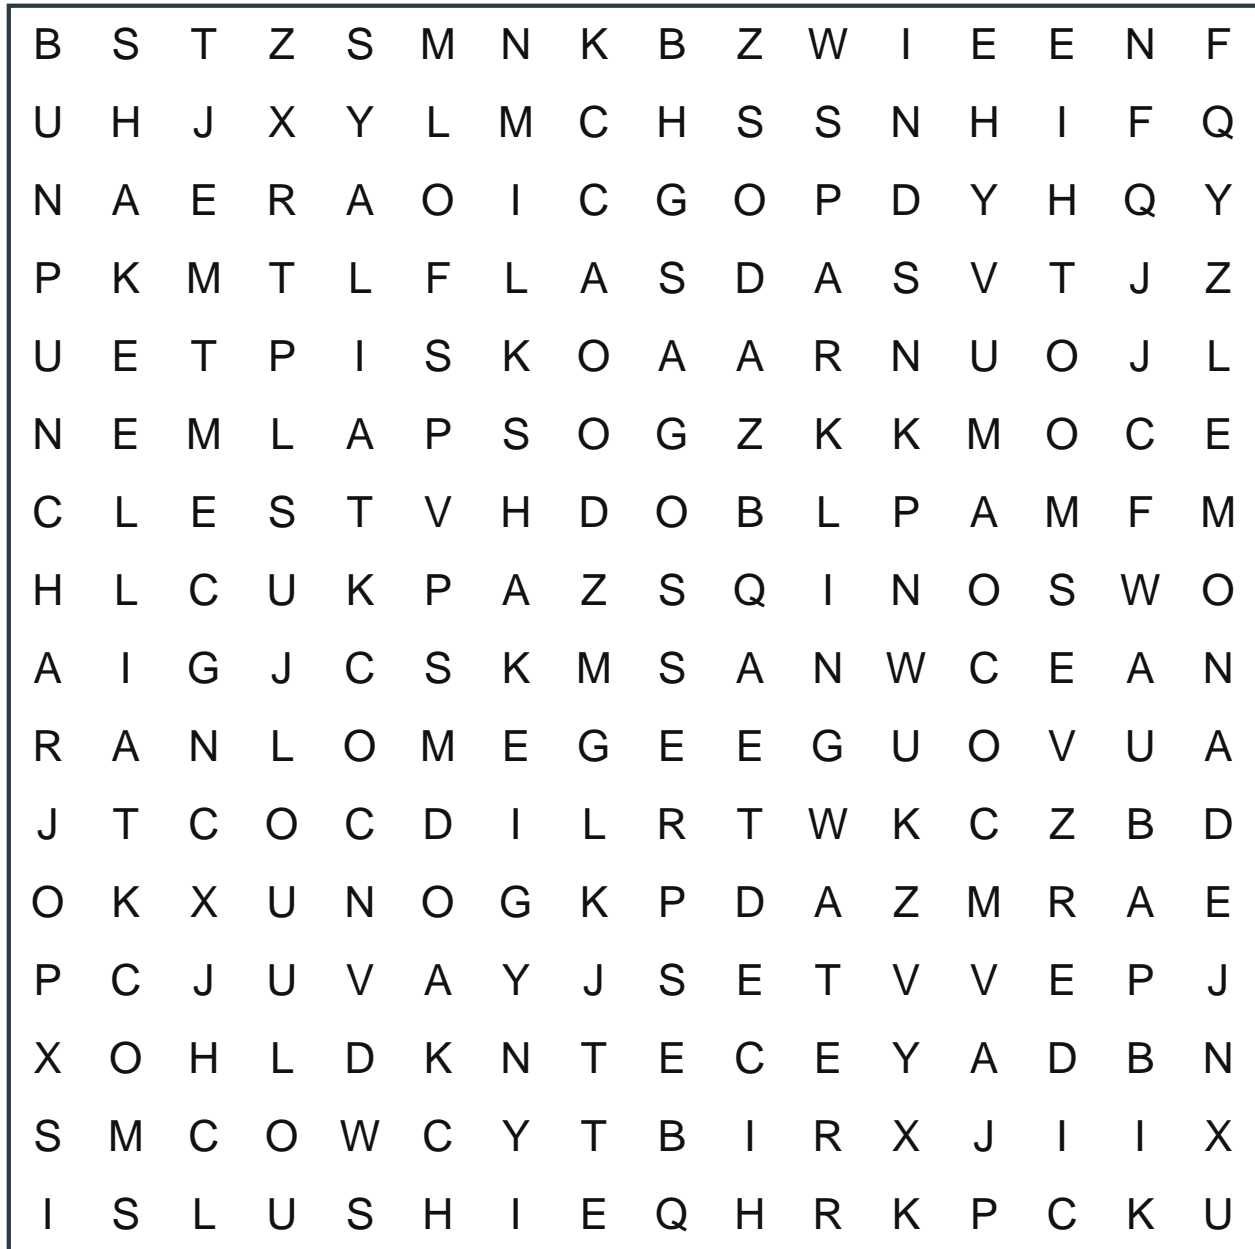 B S T Z S M N K B Z W I E E N F
U H J X Y L M C H S S N H I F Q
N A E R A O I C G O P D Y H Q Y
P K M T L F L A S D A S V T J Z
U E T P I S K O A A R N U O J L
N E M L A P S O G Z K K M O C E
C L E S T V H D O B L P A M F M
H L C U K P A Z S Q I N O S W O
A I G J C S K M S A N W C E A N
R A N L O M E G E E G U O V U A
J T C O C D I L R T W K C Z B D
O K X U N O G K P D A Z M R A E
P C J U V A Y J S E T V V E P J
X O H L D K N T E C E Y A D B N
S M C O W C Y T B I R X J I I X
I S L U S H I E Q H R K P C K U